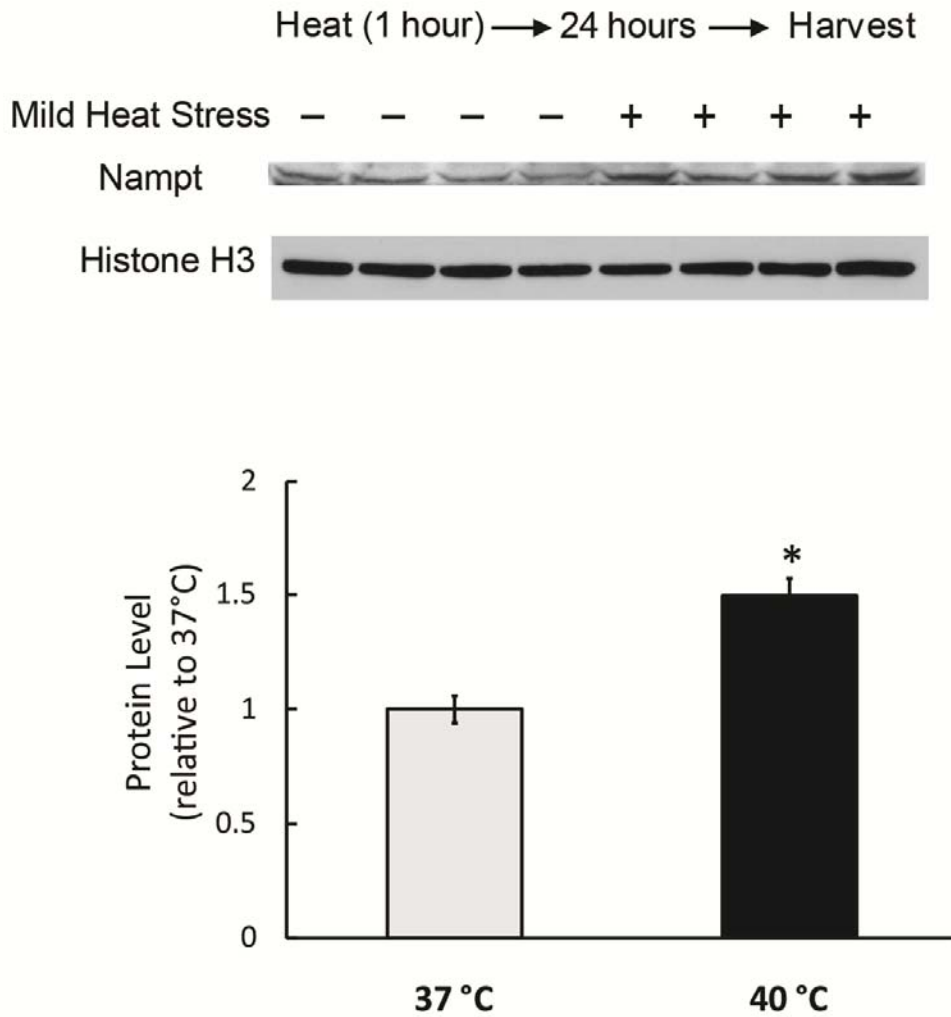 Heat (1 hour) → 24 hours → Harvest
Mild Heat Stress − − − − + + + +
Nampt
Histone H3
Protein Level
(relative to 37°C)
2
1.5
*
1
0.5
0
37 °C 40 °C